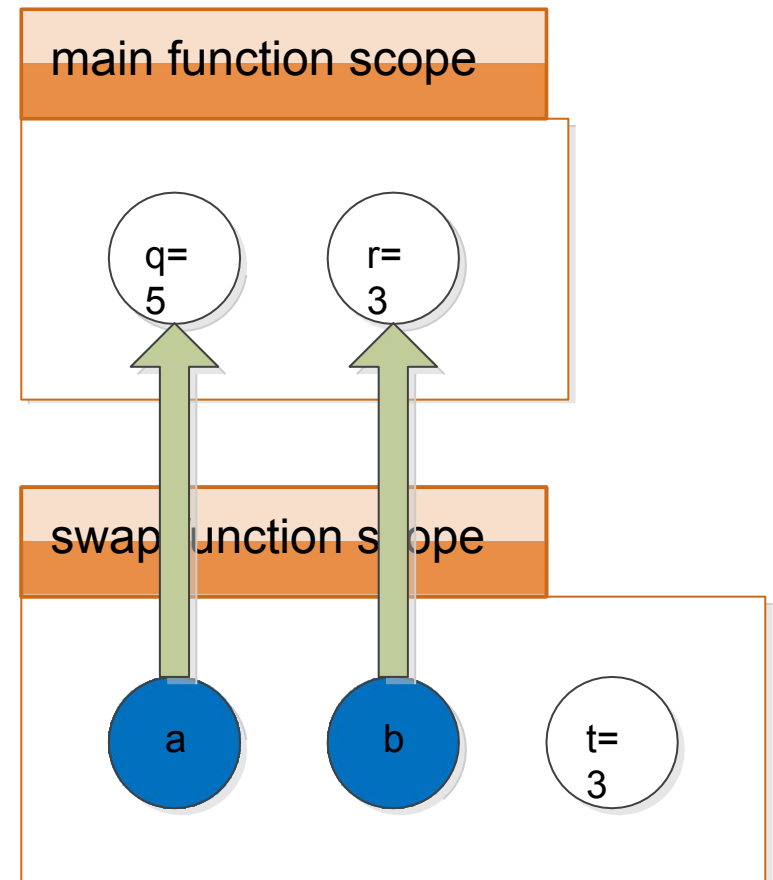 main function scope
q=
5
r=
3
swap unction s ope
a
b
t=
3